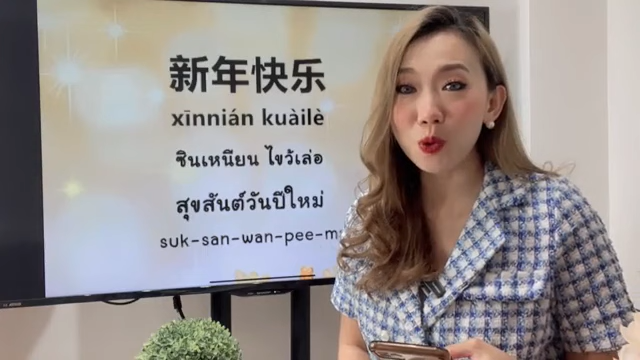 新年快乐
xīnnián kuàilè
ซินเหนียน ไขว้เล่อ
สุขสันต์วันปีใหม่
suk-san-wan-pee-m